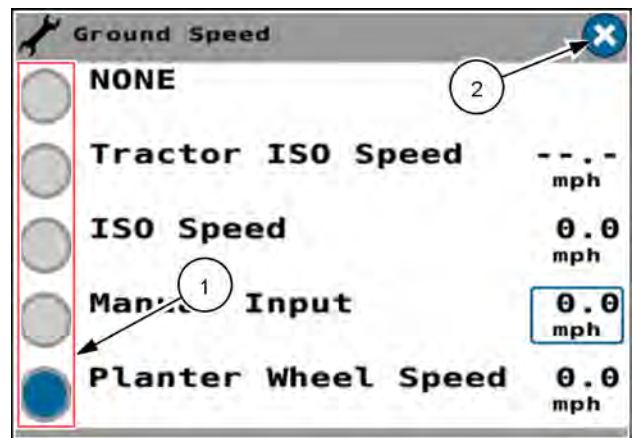 Ground Speed
2
NONE
Tractor ISO Speed --.-
mph
ISO Speed 0.0
mph
1
Input 0.0
mph
Planter Wheel Speed 0.0
mph